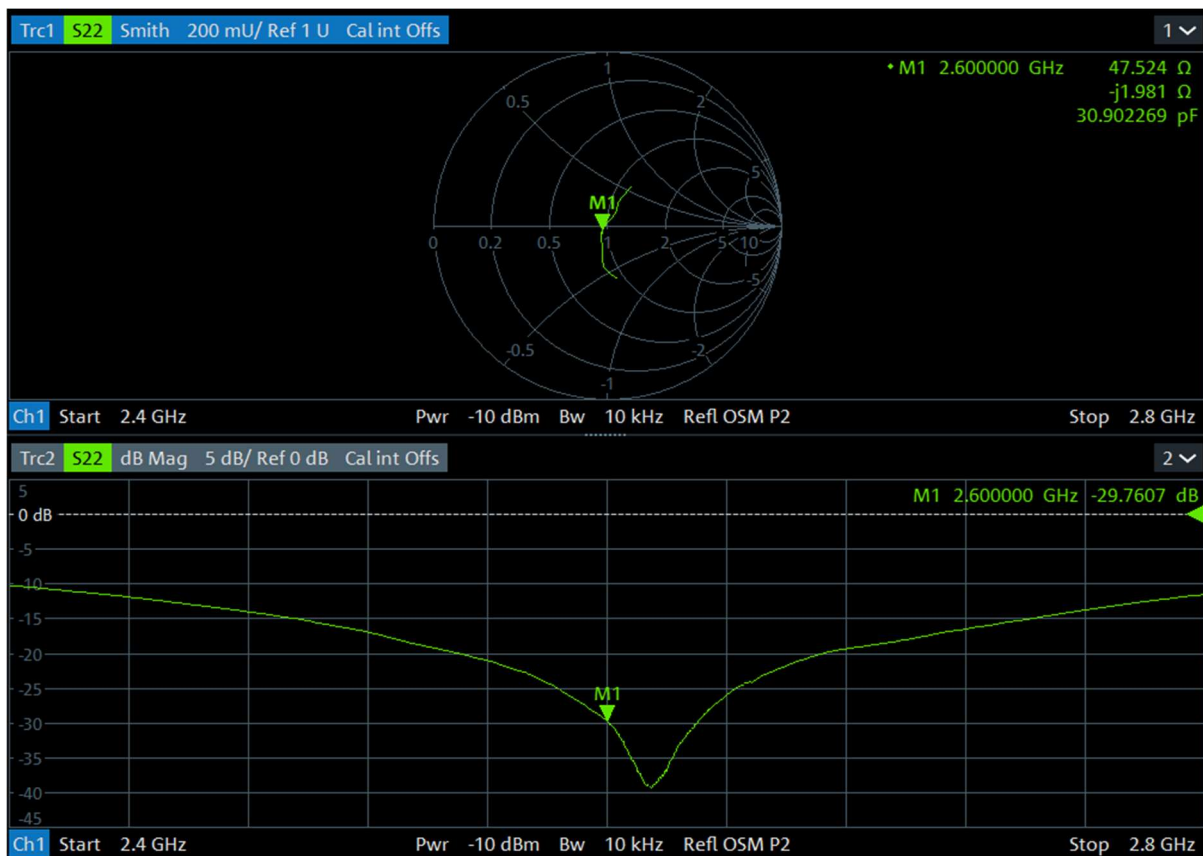 Trc1 S22 Smith 200 mU/ Ref 1 U Cal int Offs 1
• M1 2.600000 GHz 47.524 Ω
-j1.981 Ω
30.902269 pF
1
0.5 2
5
M1
0 0.2 0.5 1 2 5 10
-5
-0.5 -2
-1
Ch1 Start 2.4 GHz Pwr -10 dBm Bw 10 kHz Refl OSM P2 Stop 2.8 GHz
Trc2 S22 dB Mag 5 dB/ Ref 0 dB Cal int Offs 2
5 M1 2.600000 GHz -29.7607 dB
0 dB
-5
-10
-15
-20
-25
M1
-30
-35
-40
-45
Ch1 Start 2.4 GHz Pwr -10 dBm Bw 10 kHz Refl OSM P2 Stop 2.8 GHz